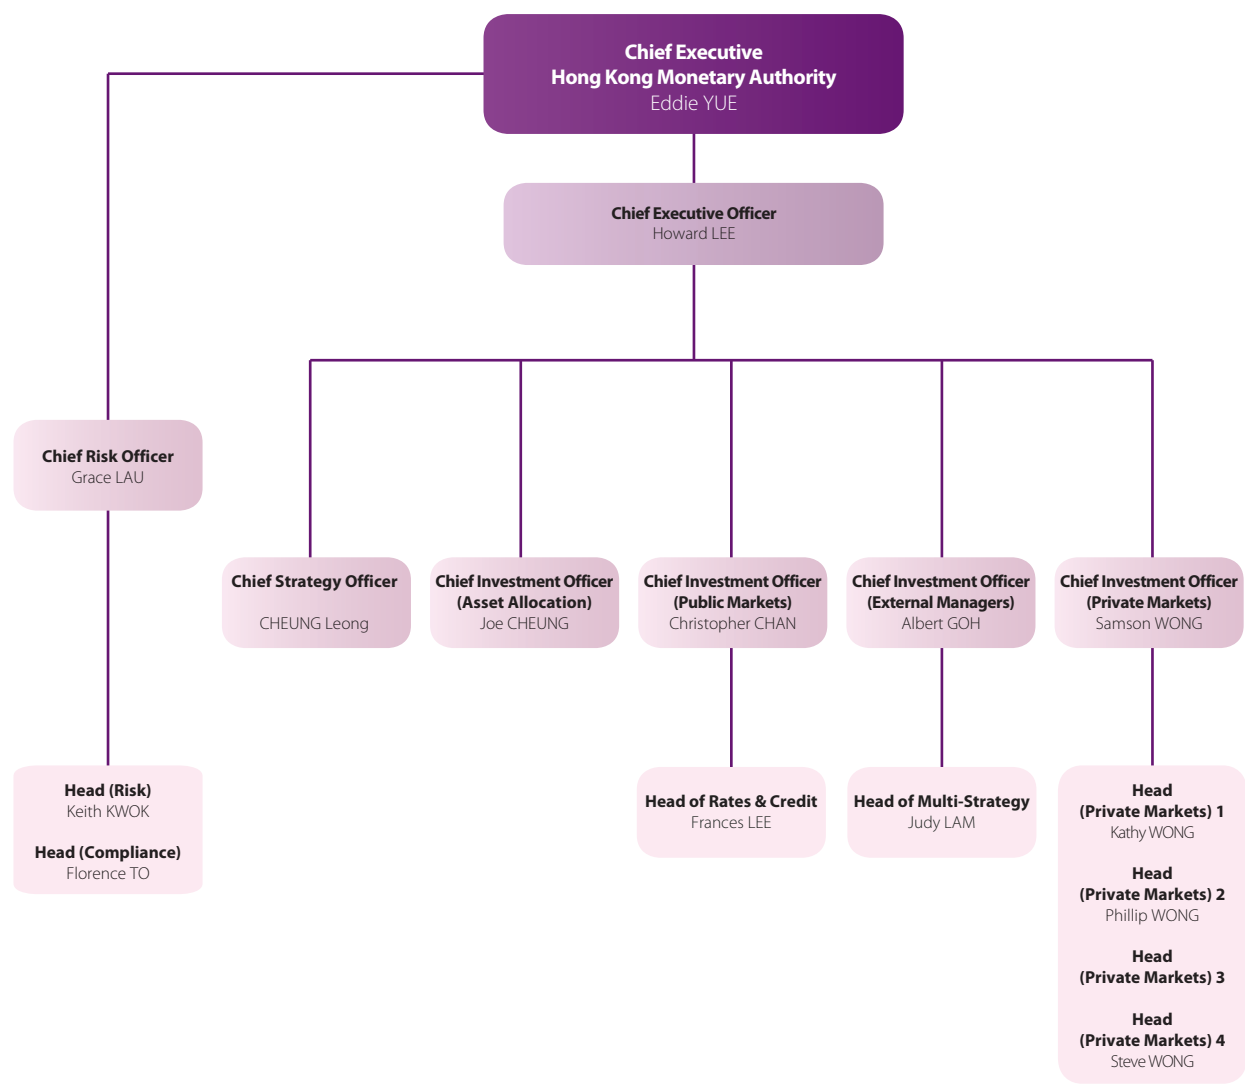 Chief Executive
Hong Kong Monetary Authority
Eddie YUE
Chief Executive Officer
Howard LEE
Chief Risk Officer
Grace LAU
Chief Strategy Officer
CHEUNG Leong
Chief Investment Officer
(Asset Allocation)
Joe CHEUNG
Chief Investment Officer
(Public Markets)
Christopher CHAN
Chief Investment Officer
(External Managers)
Albert GOH
Chief Investment Officer
(Private Markets)
Samson WONG
Head (Risk)
Keith KWOK
Head (Compliance)
Florence TO
Head of Rates & Credit
Frances LEE
Head of Multi-Strategy
Judy LAM
Head
(Private Markets) 1
Kathy WONG
Head
(Private Markets) 2
Phillip WONG
Head
(Private Markets) 3
Head
(Private Markets) 4
Steve WONG